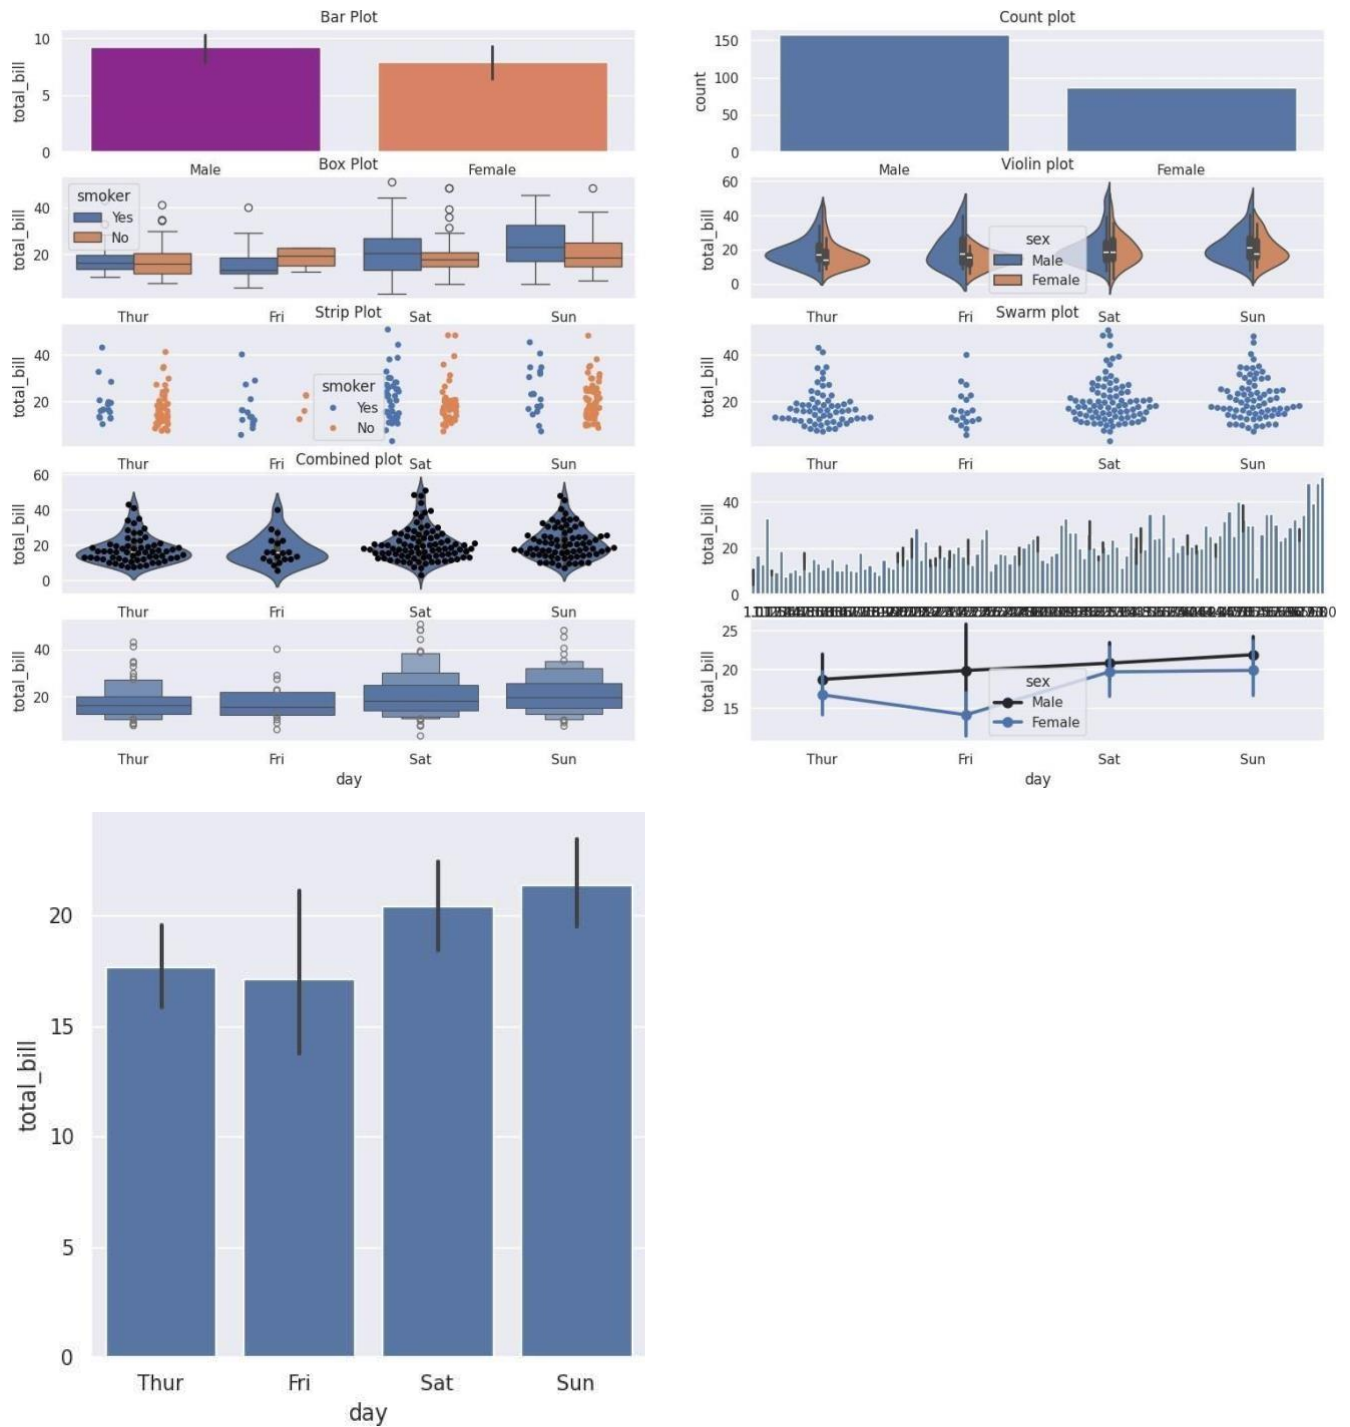 Bar Plot
10
5
0
total_bill
Male
Female
Count plot
150
100
50
0
count
Male
Female
Box Plot
smoker
Yes
No
40
20
total_bill
Thur
Fri
Sat
Sun
Violin plot
60
40
20
0
total_bill
sex
Male
Female
Thur
Fri
Sat
Sun
Strip Plot
40
20
total_bill
smoker
Yes
No
Thur
Fri
Sat
Sun
Swarm plot
40
20
total_bill
Thur
Fri
Sat
Sun
Combined plot
60
40
20
0
total_bill
Thur
Fri
Sat
Sun
40
20
0
total_bill
40
20
total_bill
Thur
Fri
Sat
Sun
day
25
20
15
total_bill
sex
Male
Female
Thur
Fri
Sat
Sun
day
20
15
10
5
0
total_bill
Thur
Fri
Sat
Sun
day